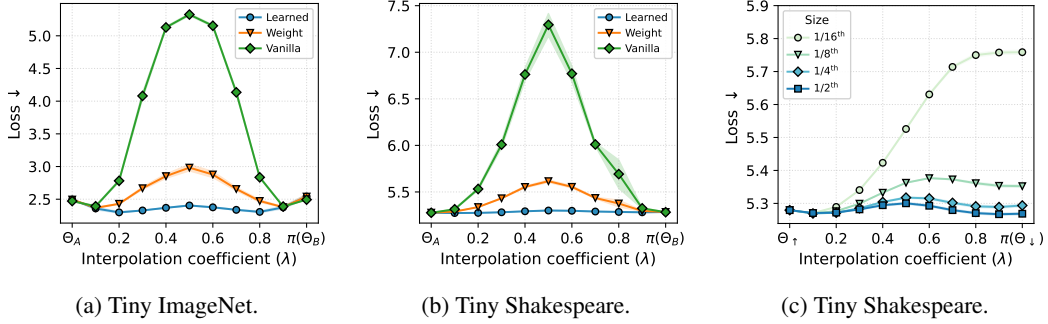 Loss ↓
5.0
4.5
4.0
3.5
3.0
2.5
Learned
Weight
Vanilla
Θ_A 0.2 0.4 0.6 0.8 π(Θ_B)
Interpolation coefficient (λ)
(a) Tiny ImageNet.
Loss ↓
7.5
7.0
6.5
6.0
5.5
Learned
Weight
Vanilla
Θ_A 0.2 0.4 0.6 0.8 π(Θ_B)
Interpolation coefficient (λ)
(b) Tiny Shakespeare.
Loss ↓
5.9
5.8
5.7
5.6
5.5
5.4
5.3
Size
1/16th
1/8th
1/4th
1/2th
Θ_↑ 0.2 0.4 0.6 0.8 π(Θ_↓)
Interpolation coefficient (λ)
(c) Tiny Shakespeare.